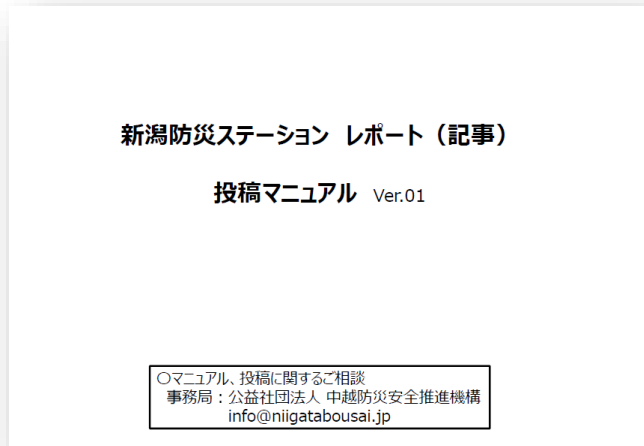 新潟防災ステーション レポート（記事）
投稿マニュアル Ver.01
〇マニュアル、投稿に関するご相談
事務局：公益社団法人 中越防災安全推進機構
info@niigatabousai.jp